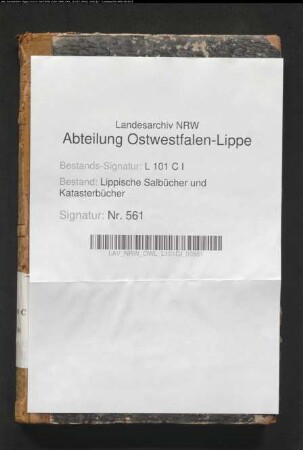 Landesarchiv NRW
Abteilung Ostwestfalen-Lippe
Bestands-Signatur: L 101 C I
Bestand: Lippische Salbücher und
Katasterbücher
Signatur: Nr. 561
LAV_NRW_OWL_L101CI_00561